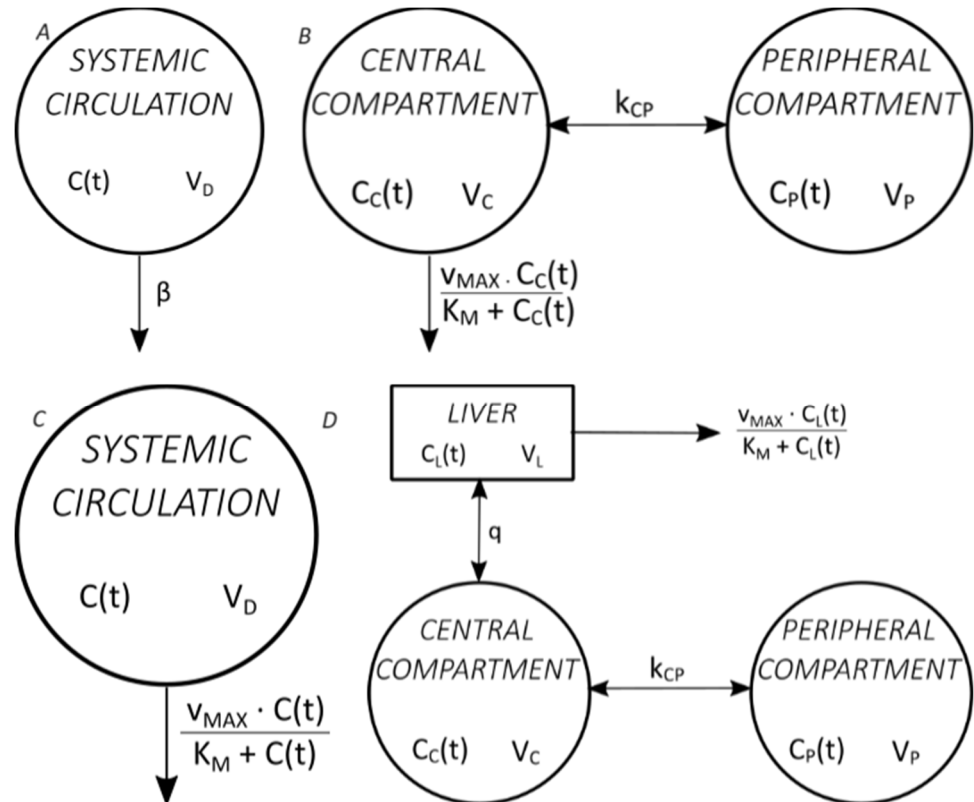 A
SYSTEMIC
CIRCULATION
C(t) V_D
β
B
CENTRAL
COMPARTMENT
C_C(t) V_C
k_CP
PERIPHERAL
COMPARTMENT
C_P(t) V_P
v_MAX · C_C(t)
K_M + C_C(t)
C
SYSTEMIC
CIRCULATION
C(t) V_D
v_MAX · C(t)
K_M + C(t)
D
LIVER
C_L(t) V_L
v_MAX · C_L(t)
K_M + C_L(t)
q
CENTRAL
COMPARTMENT
C_C(t) V_C
k_CP
PERIPHERAL
COMPARTMENT
C_P(t) V_P